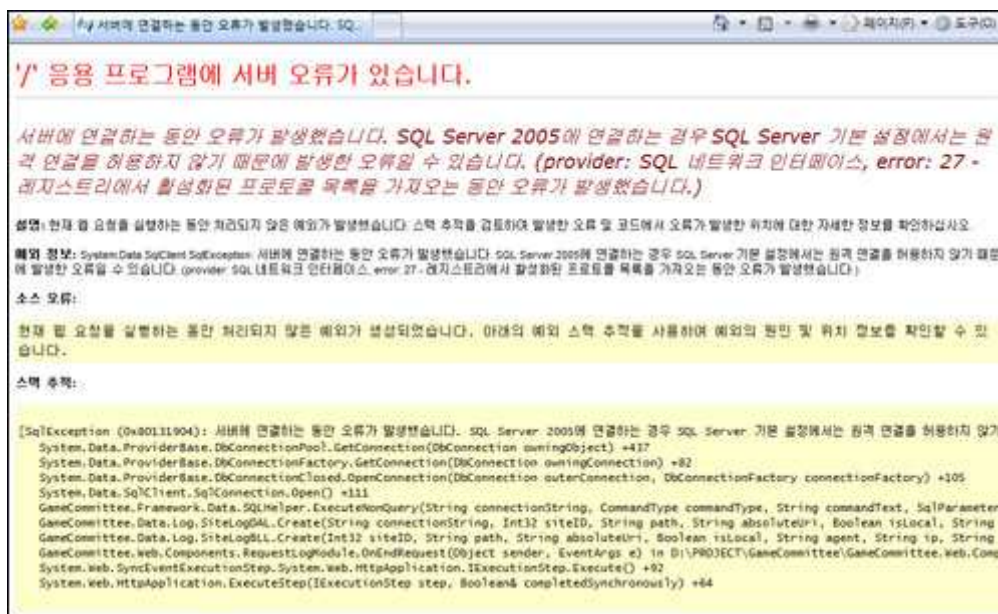 서버에 연결하는 동안 오류가 발생했습니다. SQ..
페이지(P)
도구(O)
'/' 응용 프로그램에 서버 오류가 있습니다.
서버에 연결하는 동안 오류가 발생했습니다. SQL Server 2005에 연결하는 경우 SQL Server 기본 설정에서는 원
격 연결을 허용하지 않기 때문에 발생한 오류일 수 있습니다. (provider: SQL 네트워크 인터페이스, error: 27 -
레지스트리에서 활성화된 프로토콜 목록을 가져오는 동안 오류가 발생했습니다.)
설명: 현재 웹 요청을 실행하는 동안 처리되지 않은 예외가 발생했습니다. 스택 추적을 검토하여 발생한 오류 및 코드에서 오류가 발생한 위치에 대한 자세한 정보를 확인하십시오.
예외 정보: System.Data.SqlClient.SqlException: 서버에 연결하는 동안 오류가 발생했습니다. SQL Server 2005에 연결하는 경우 SQL Server 기본 설정에서는 원격 연결을 허용하지 않기 때문
에 발생한 오류일 수 있습니다. (provider: SQL 네트워크 인터페이스, error: 27 - 레지스트리에서 활성화된 프로토콜 목록을 가져오는 동안 오류가 발생했습니다.)
소스 오류:
현재 웹 요청을 실행하는 동안 처리되지 않은 예외가 생성되었습니다. 아래의 예외 스택 추적을 사용하여 예외의 원인 및 위치 정보를 확인할 수 있
습니다.
스택 추적:
[SqlException (0x80131904): 서버에 연결하는 동안 오류가 발생했습니다. SQL Server 2005에 연결하는 경우 SQL Server 기본 설정에서는 원격 연결을 허용하지 않기
System.Data.ProviderBase.DbConnectionPool.GetConnection(DbConnection owningObject) +437
System.Data.ProviderBase.DbConnectionFactory.GetConnection(DbConnection owningConnection) +82
System.Data.ProviderBase.DbConnectionClosed.OpenConnection(DbConnection outerConnection, DbConnectionFactory connectionFactory) +105
System.Data.SqlClient.SqlConnection.Open() +111
GameCommittee.Framework.Data.SQLHelper.ExecuteNonQuery(String connectionString, CommandType commandType, String commandText, SqlParameter
GameCommittee.Data.Log.SiteLogDAL.Create(String connectionString, Int32 siteID, String path, String absoluteUri, Boolean isLocal, String
GameCommittee.Data.Log.SiteLogBLL.Create(Int32 siteID, String path, String absoluteUri, Boolean isLocal, String agent, String ip, String
GameCommittee.Web.Components.RequestLogModule.OnEndRequest(Object sender, EventArgs e) in D:\PROJECT\GameCommittee\GameCommittee.Web.Comp
System.Web.SyncEventExecutionStep.System.Web.HttpApplication.IExecutionStep.Execute() +92
System.Web.HttpApplication.ExecuteStep(IExecutionStep step, Boolean& completedSynchronously) +64